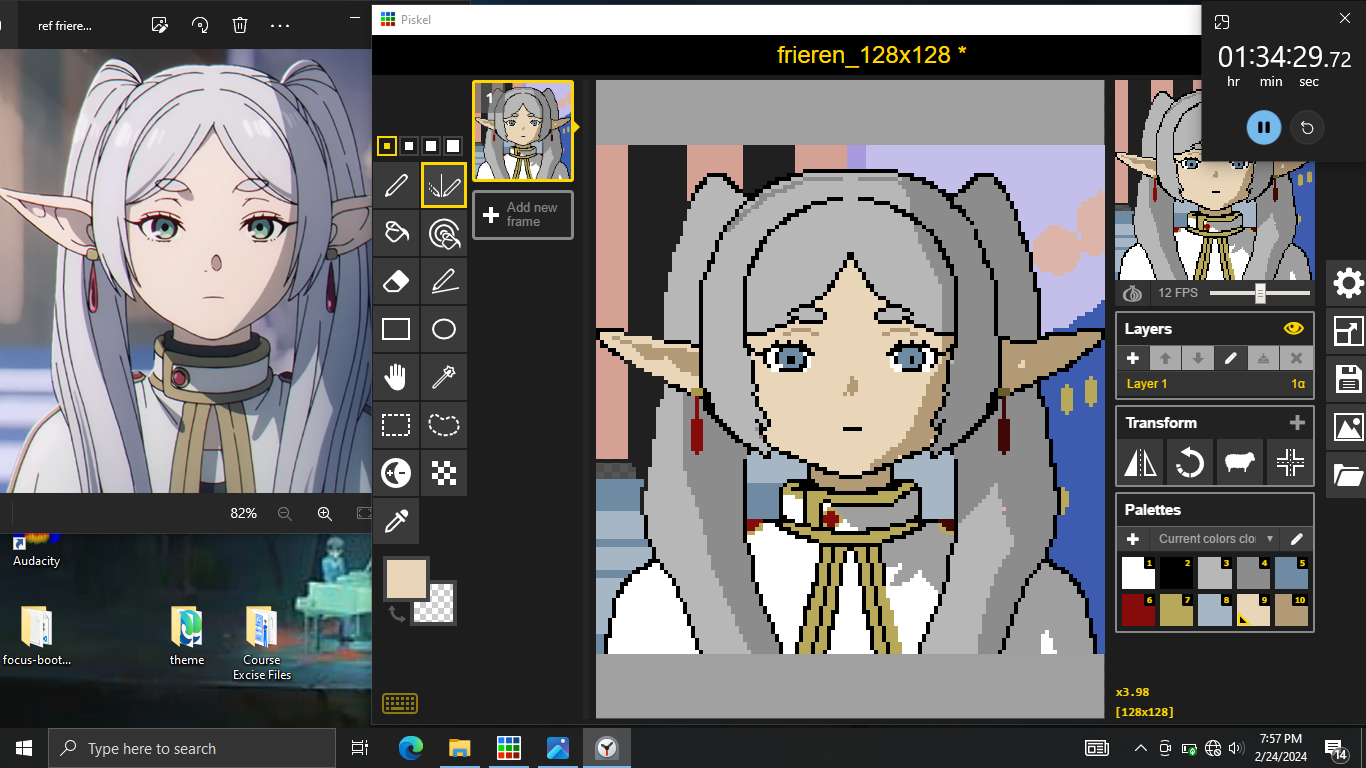 ref friere...
Piskel
frieren_128x128 *
01:34:29.72
hr min sec
1
Add new
frame
12 FPS
Layers
Layer 1
1α
Transform
82%
Palettes
Current colors clo
1 2 3 4 5
6 7 8 9 10
Audacity
focus-boot...
theme
Course
Excise Files
x3.98
[128x128]
Type here to search
7:57 PM
2/24/2024
14